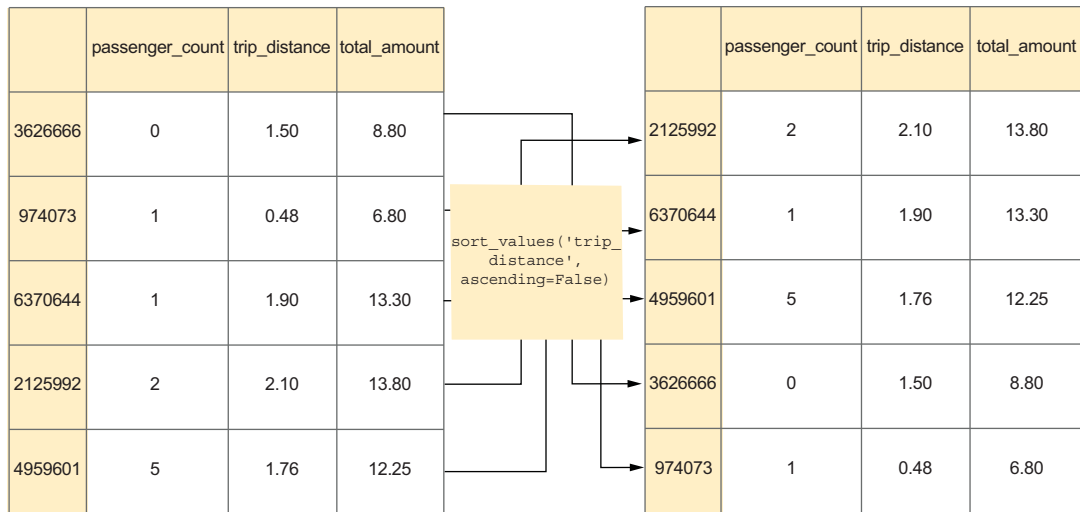 passenger_count trip_distance total_amount
3626666 0 1.50 8.80
974073 1 0.48 6.80
6370644 1 1.90 13.30
2125992 2 2.10 13.80
4959601 5 1.76 12.25
sort_values('trip_
distance',
ascending=False)
passenger_count trip_distance total_amount
2125992 2 2.10 13.80
6370644 1 1.90 13.30
4959601 5 1.76 12.25
3626666 0 1.50 8.80
974073 1 0.48 6.80